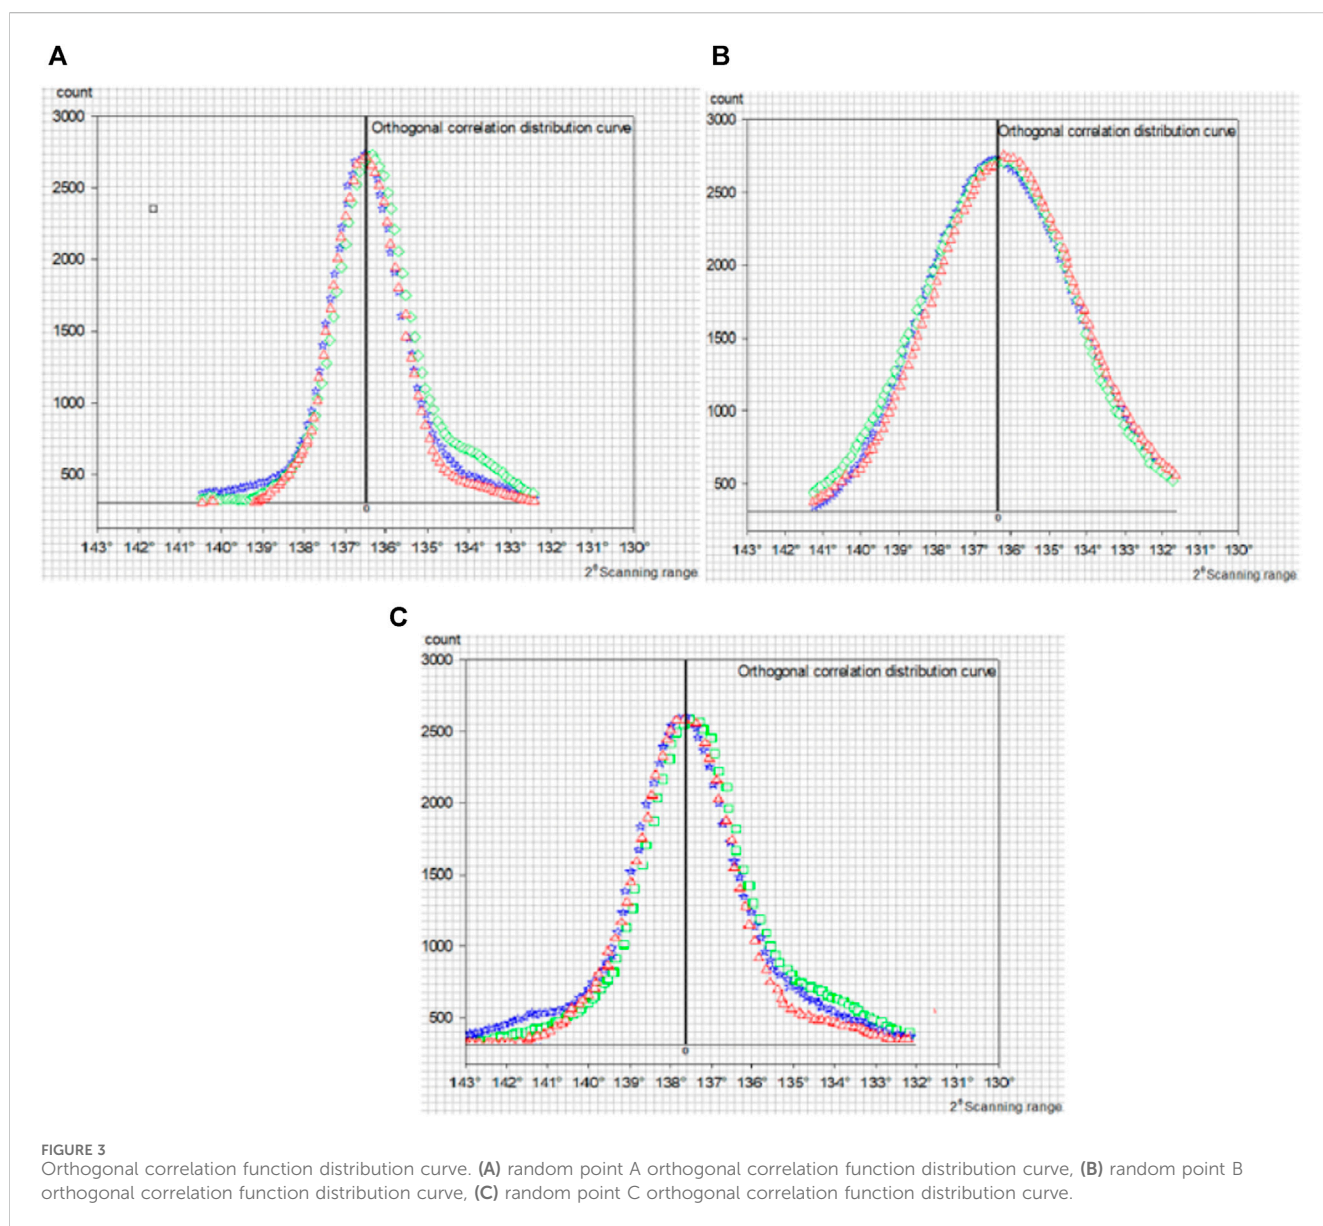 A
count
3000
Orthogonal correlation distribution curve
2500
2000
1500
1000
500
0
143° 142° 141° 140° 139° 138° 137° 136° 135° 134° 133° 132° 131° 130°
2°Scanning range
B
count
3000
Orthogonal correlation distribution curve
2500
2000
1500
1000
500
0
143° 142° 141° 140° 139° 138° 137° 136° 135° 134° 133° 132° 131° 130°
2°Scanning range
C
count
3000
Orthogonal correlation distribution curve
2500
2000
1500
1000
500
0
143° 142° 141° 140° 139° 138° 137° 136° 135° 134° 133° 132° 131° 130°
2°Scanning range
FIGURE 3
Orthogonal correlation function distribution curve. (A) random point A orthogonal correlation function distribution curve, (B) random point B
orthogonal correlation function distribution curve, (C) random point C orthogonal correlation function distribution curve.